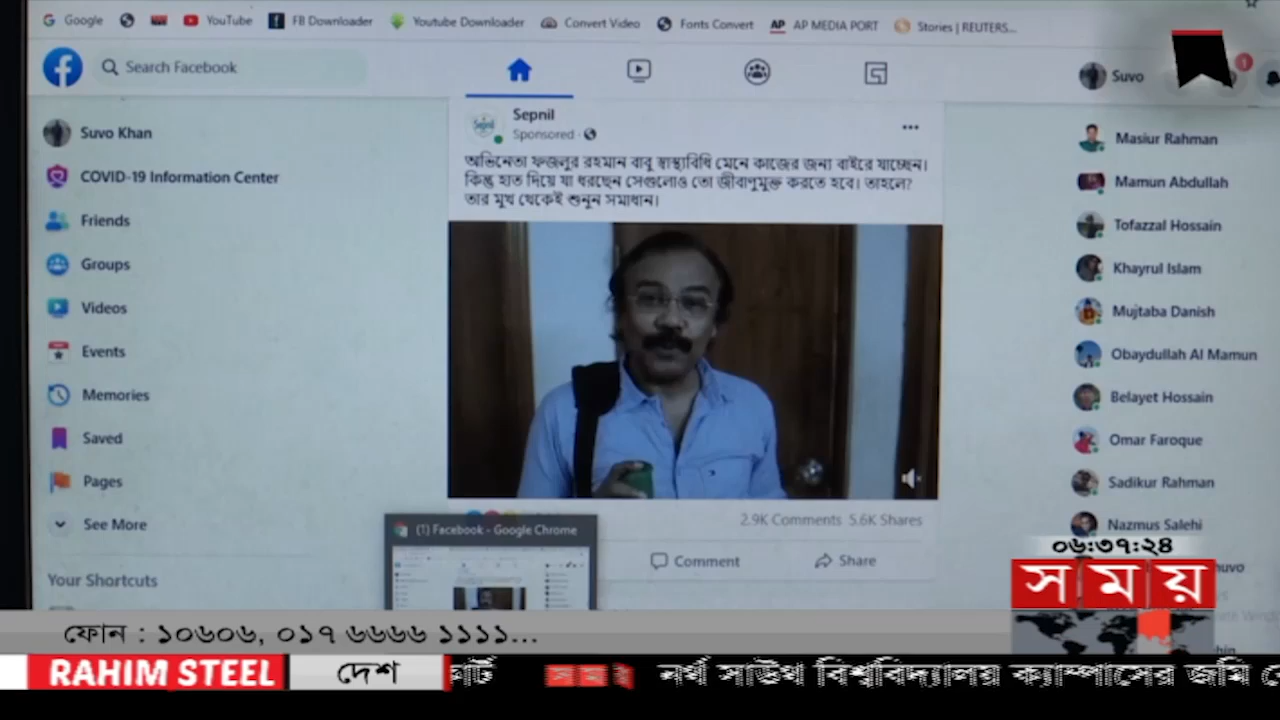 Google YouTube FB Downloader Youtube Downloader Convert Video Fonts Convert AP AP MEDIA PORT Stories | REUTERS...
Search Facebook
Suvo
1
Suvo Khan
COVID-19 Information Center
Friends
Groups
Videos
Events
Memories
Saved
Pages
See More
Your Shortcuts
Sepnil
Sponsored
অভিনেতা ফজলুর রহমান বাবু স্বাস্থ্যবিধি মেনে কাজের জন্য বাইরে যাচ্ছেন।
কিন্তু হাত দিয়ে যা ধরছেন সেগুলোও তো জীবাণুমুক্ত করতে হবে। তাহলে?
তার মুখ থেকেই শুনুন সমাধান।
2.9K Comments 5.6K Shares
Comment Share
(1) Facebook - Google Chrome
Masiur Rahman
Mamun Abdullah
Tofazzal Hossain
Khayrul Islam
Mujtaba Danish
Obaydullah Al Mamun
Belayet Hossain
Omar Faroque
Sadikur Rahman
Nazmus Salehi
০৬:৩৭:২৪
সময়
ফোন : ১০৬০৬, ০১৭ ৬৬৬৬ ১১১১...
RAHIM STEEL দেশ সময় নর্থ সাউথ বিশ্ববিদ্যালয় ক্যাম্পাসের জমি